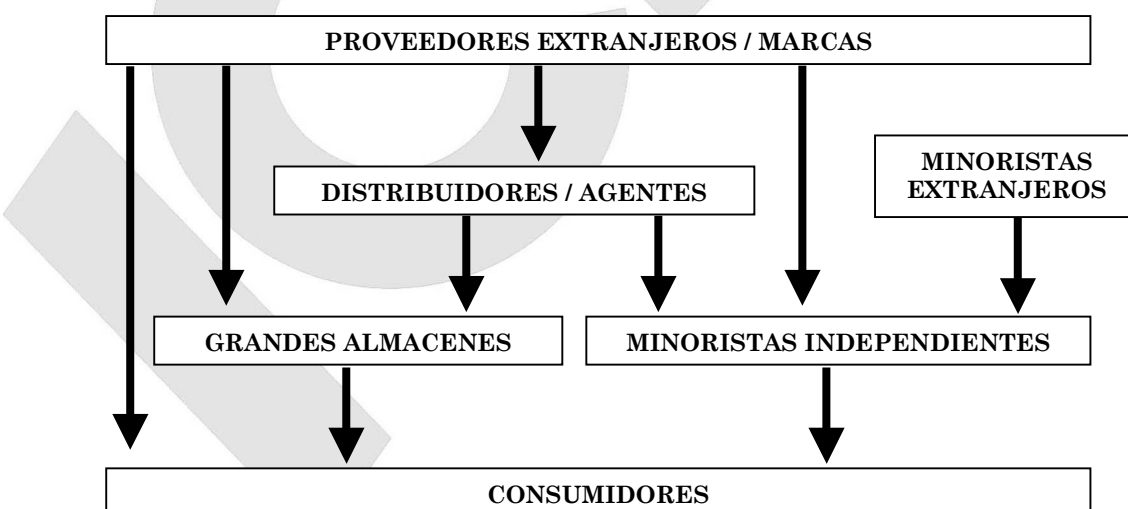 PROVEEDORES EXTRANJEROS / MARCAS
MINORISTAS
EXTRANJEROS
DISTRIBUIDORES / AGENTES
GRANDES ALMACENES
MINORISTAS INDEPENDIENTES
CONSUMIDORES